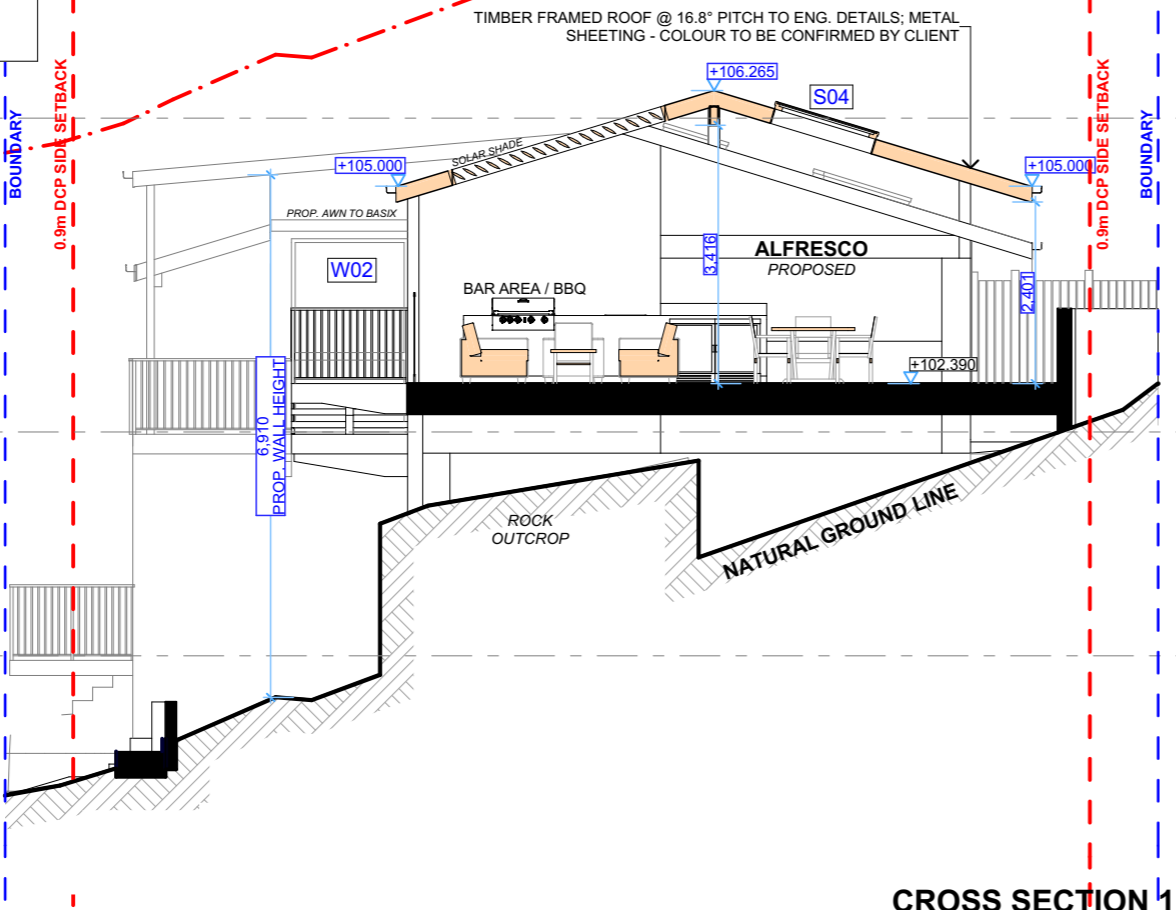 TIMBER FRAMED ROOF @ 16.8° PITCH TO ENG. DETAILS; METAL
SHEETING - COLOUR TO BE CONFIRMED BY CLIENT
BOUNDARY
0.9m DCP SIDE SETBACK
+106.265
S04
0.9m DCP SIDE SETBACK
BOUNDARY
SOLAR SHADE
+105.000
+105.000
PROP. AWN TO BASIX
W02
3,416
ALFRESCO
PROPOSED
BAR AREA / BBQ
2,401
+102.390
6,910
PROP. WALL HEIGHT
ROCK
OUTCROP
NATURAL GROUND LINE
CROSS SECTION 1